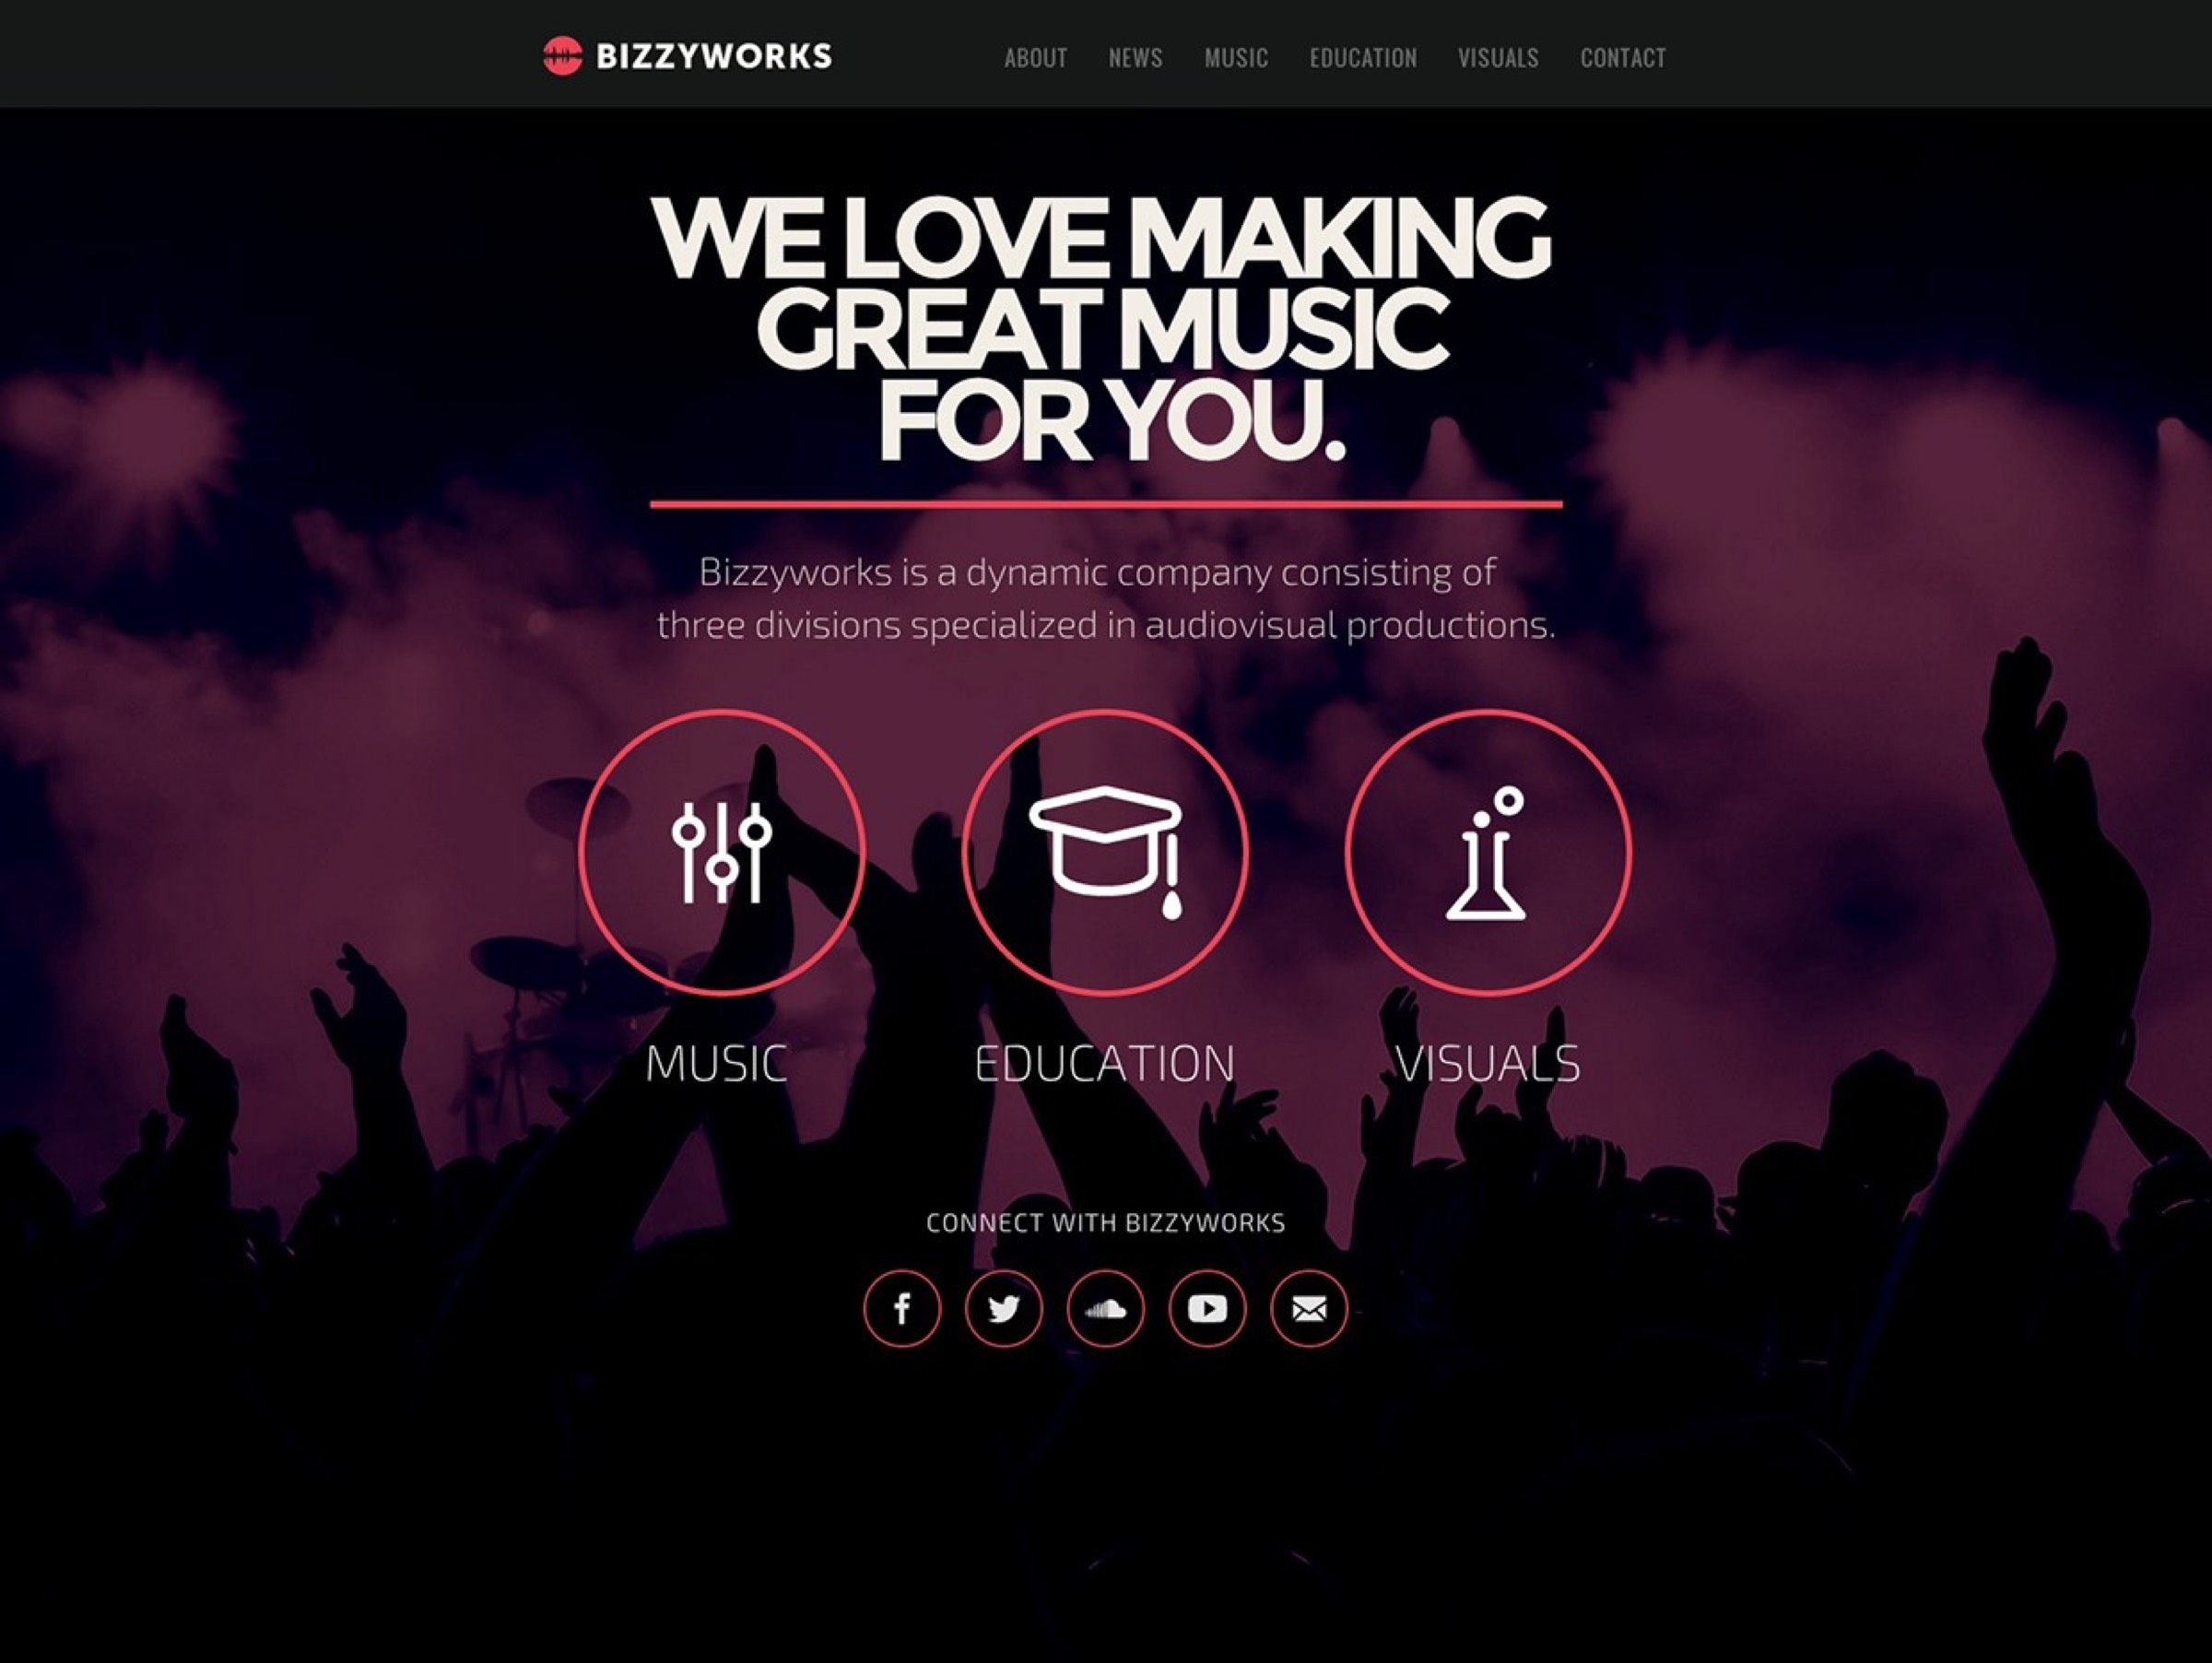 BIZZYWORKS
ABOUT NEWS MUSIC EDUCATION VISUALS CONTACT
WE LOVE MAKING
GREAT MUSIC
FOR YOU.
Bizzyworks is a dynamic company consisting of
three divisions specialized in audiovisual productions.
MUSIC EDUCATION VISUALS
CONNECT WITH BIZZYWORKS